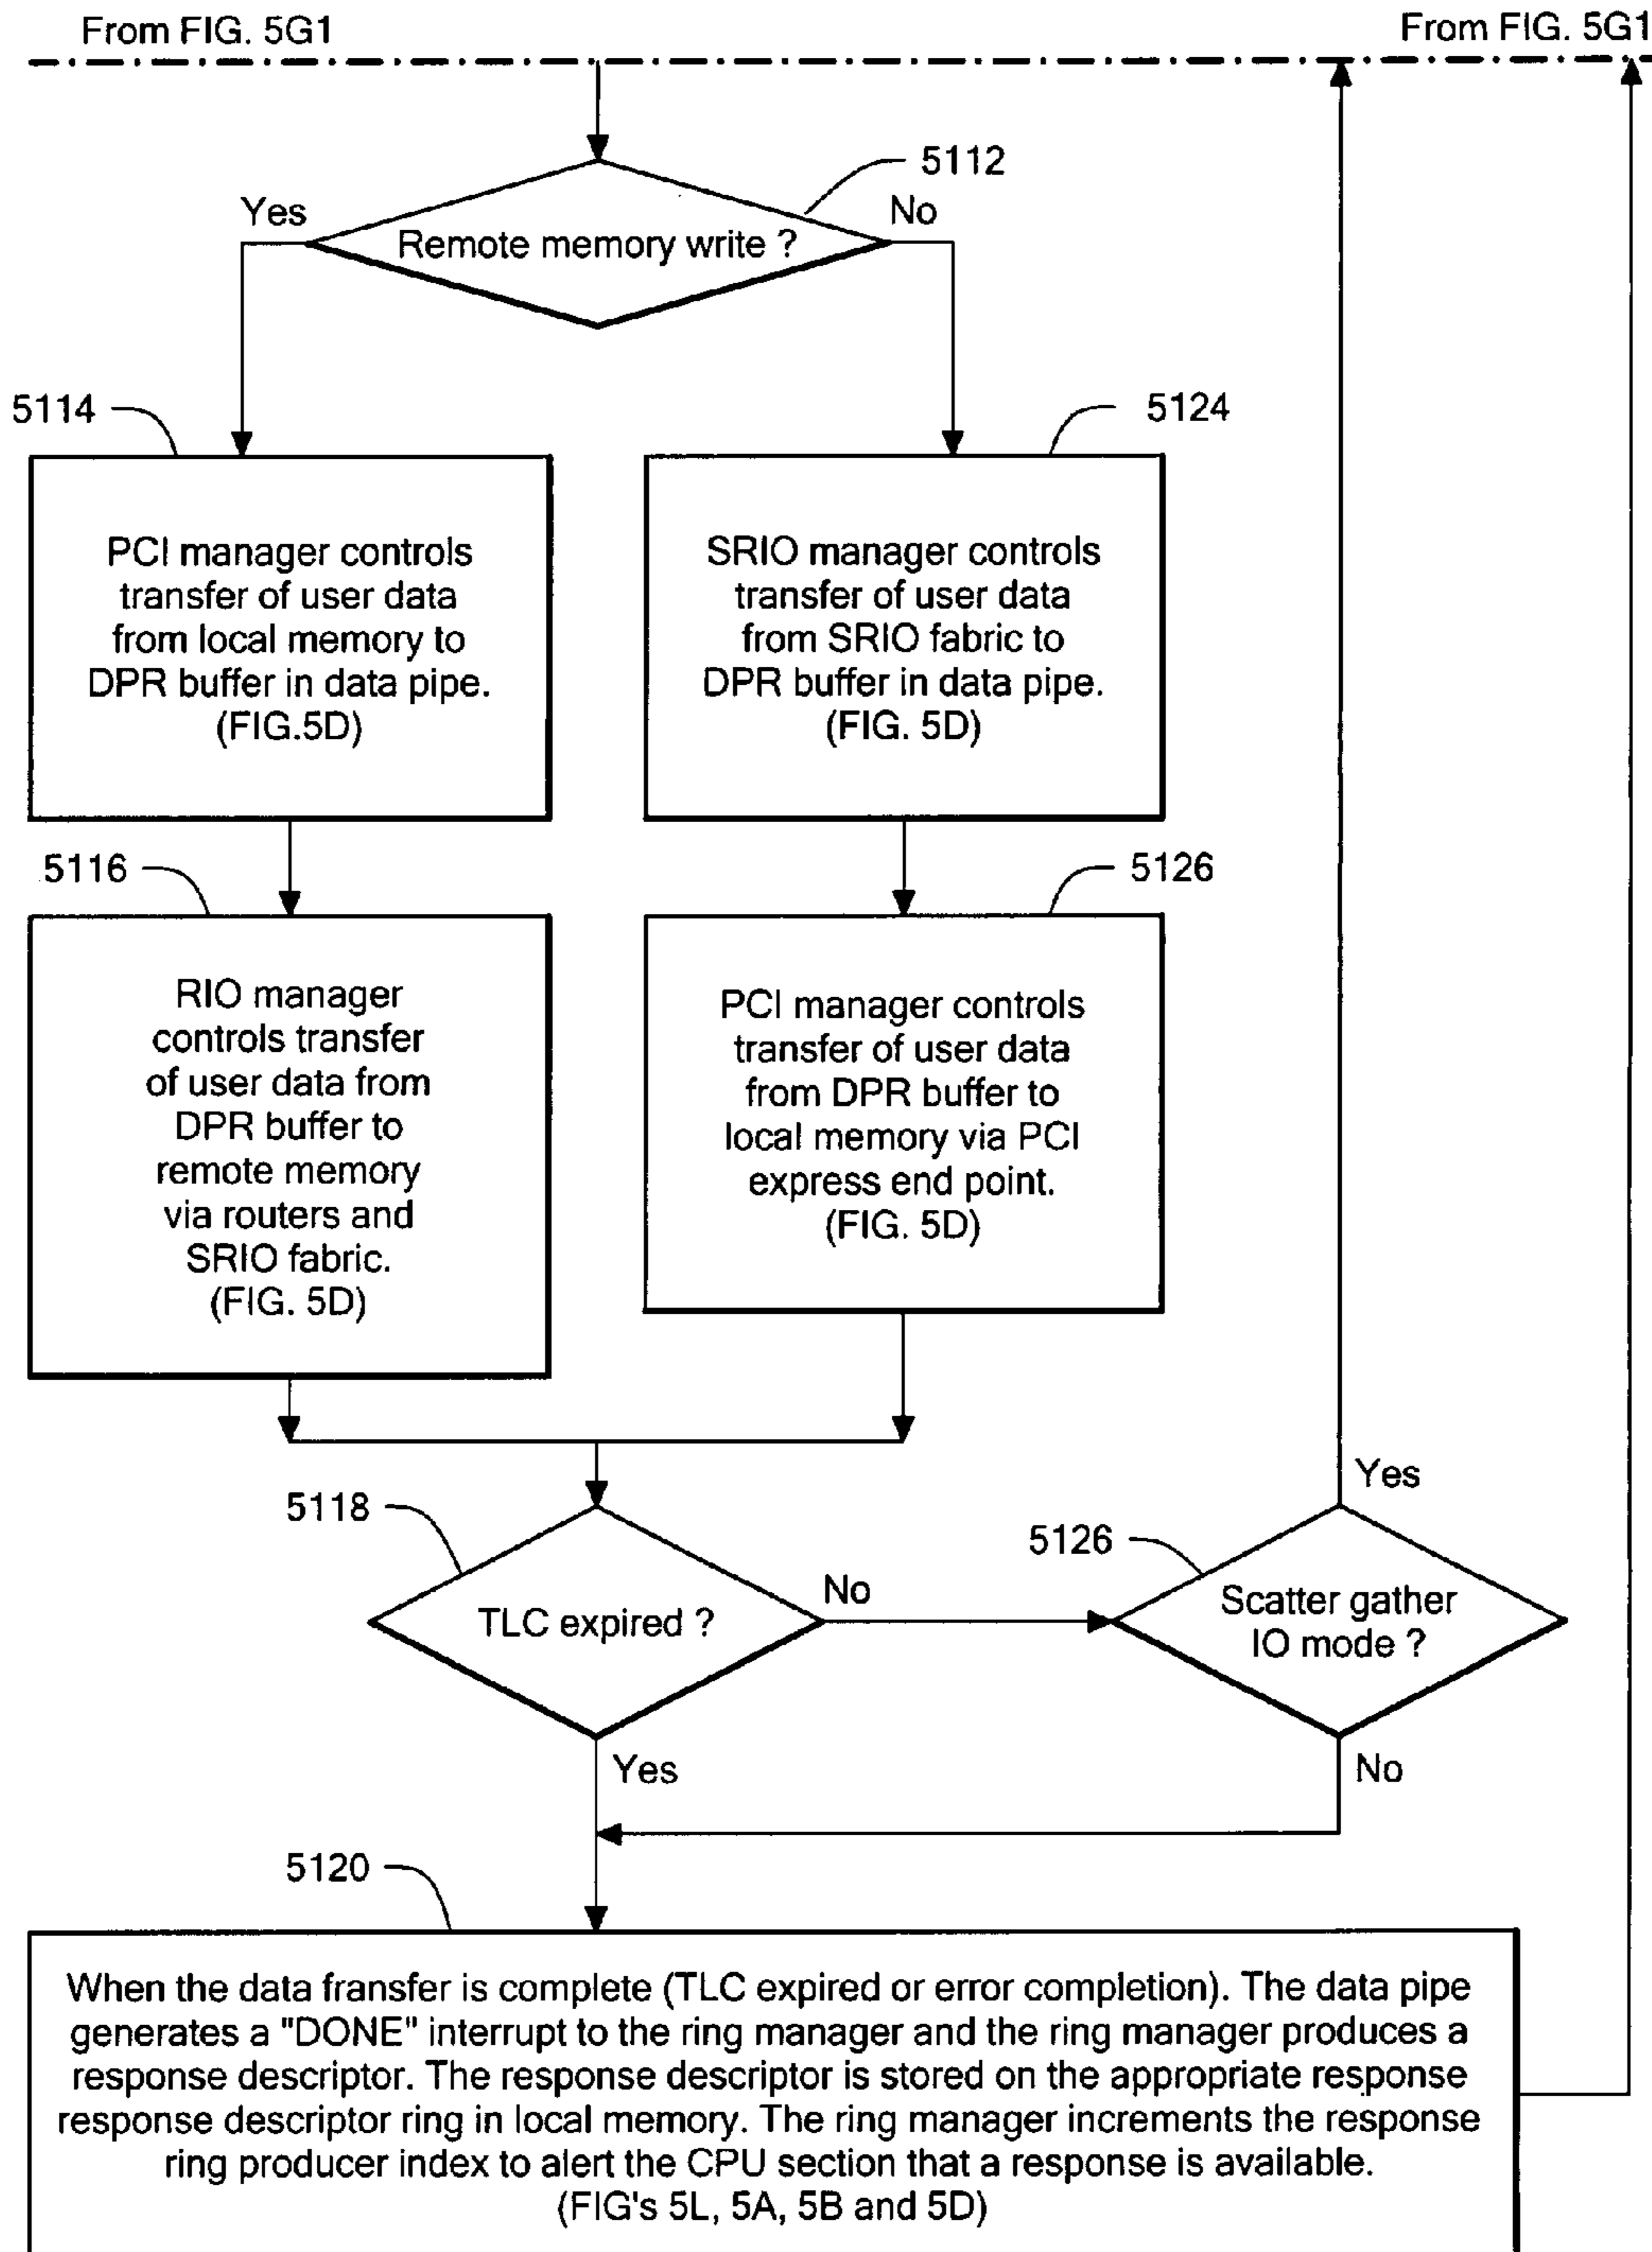 From FIG. 5G1
From FIG. 5G1
5112
Yes
No
Remote memory write ?
5114
5124
PCI manager controls
transfer of user data
from local memory to
DPR buffer in data pipe.
(FIG.5D)
SRIO manager controls
transfer of user data
from SRIO fabric to
DPR buffer in data pipe.
(FIG. 5D)
5116
5126
RIO manager
controls transfer
of user data from
DPR buffer to
remote memory
via routers and
SRIO fabric.
(FIG. 5D)
PCI manager controls
transfer of user data
from DPR buffer to
local memory via PCI
express end point.
(FIG. 5D)
Yes
5118
5126
No
TLC expired ?
Scatter gather
IO mode ?
Yes
No
5120
When the data fransfer is complete (TLC expired or error completion). The data pipe
generates a "DONE" interrupt to the ring manager and the ring manager produces a
response descriptor. The response descriptor is stored on the appropriate response
response descriptor ring in local memory. The ring manager increments the response
ring producer index to alert the CPU section that a response is available.
(FIG's 5L, 5A, 5B and 5D)